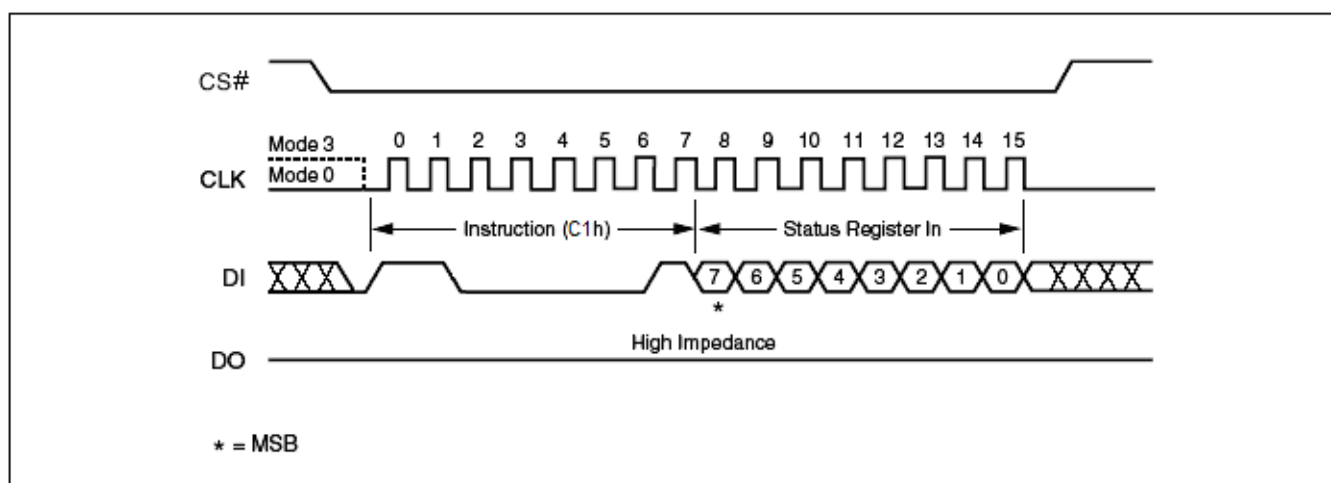 CS#
Mode 3
0 1 2 3 4 5 6 7 8 9 10 11 12 13 14 15
CLK
Mode 0
Instruction (C1h)
Status Register In
DI
7 6 5 4 3 2 1 0
*
High Impedance
DO
* = MSB